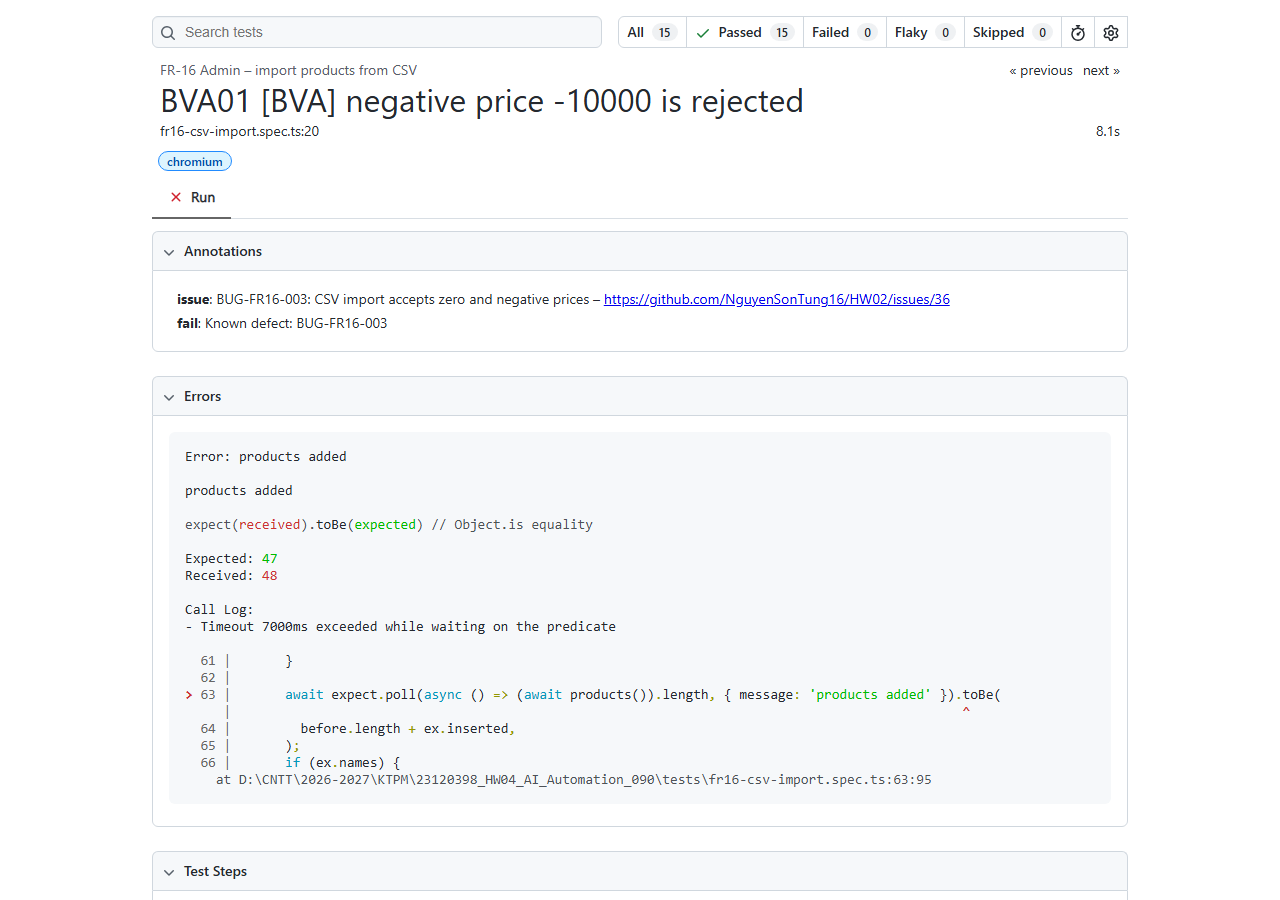 Search tests
All 15 Passed 15 Failed 0 Flaky 0 Skipped 0
FR-16 Admin – import products from CSV
« previous next »
BVA01 [BVA] negative price -10000 is rejected
fr16-csv-import.spec.ts:20
8.1s
chromium
Run
Annotations
issue: BUG-FR16-003: CSV import accepts zero and negative prices – https://github.com/NguyenSonTung16/HW02/issues/36
fail: Known defect: BUG-FR16-003
Errors
Error: products added
products added
expect(received).toBe(expected) // Object.is equality
Expected: 47
Received: 48
Call Log:
- Timeout 7000ms exceeded while waiting on the predicate
61 |       }
62 |
> 63 |       await expect.poll(async () => (await products()).length, { message: 'products added' }).toBe(
|                                                                                               ^
64 |         before.length + ex.inserted,
65 |       );
66 |       if (ex.names) {
at D:\CNTT\2026-2027\KTPM\23120398_HW04_AI_Automation_090\tests\fr16-csv-import.spec.ts:63:95
Test Steps